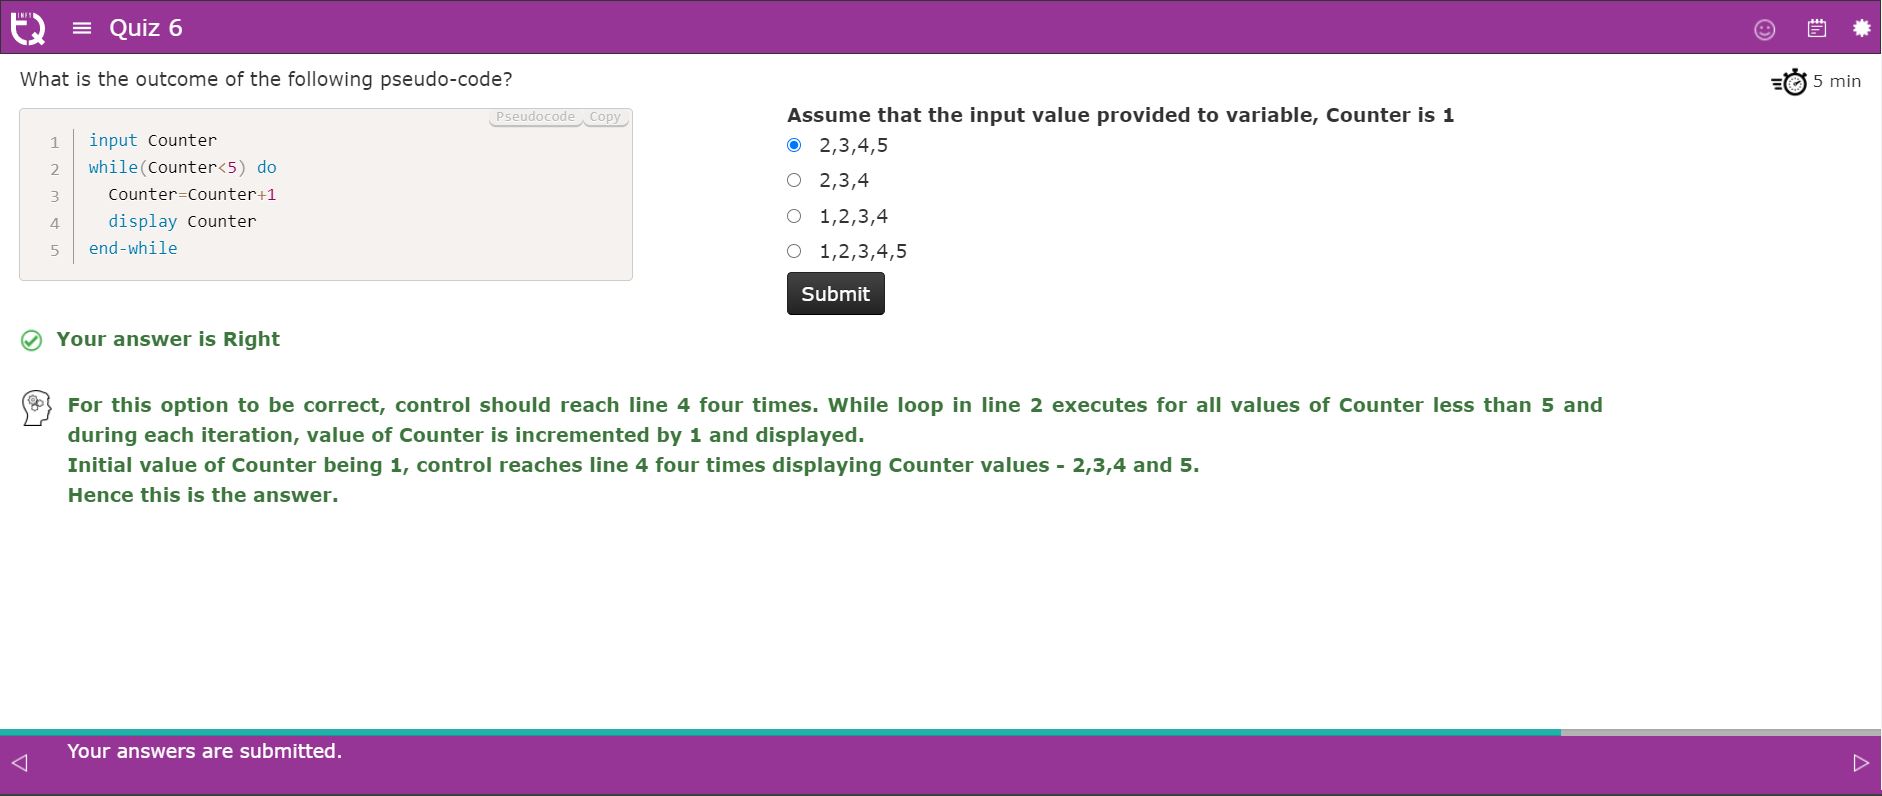 INFY
TQ
Quiz 6
What is the outcome of the following pseudo-code?
5 min
Pseudocode Copy
1 input Counter
2 while(Counter<5) do
3 Counter=Counter+1
4 display Counter
5 end-while
Assume that the input value provided to variable, Counter is 1
2,3,4,5
2,3,4
1,2,3,4
1,2,3,4,5
Submit
Your answer is Right
For this option to be correct, control should reach line 4 four times. While loop in line 2 executes for all values of Counter less than 5 and
during each iteration, value of Counter is incremented by 1 and displayed.
Initial value of Counter being 1, control reaches line 4 four times displaying Counter values - 2,3,4 and 5.
Hence this is the answer.
Your answers are submitted.